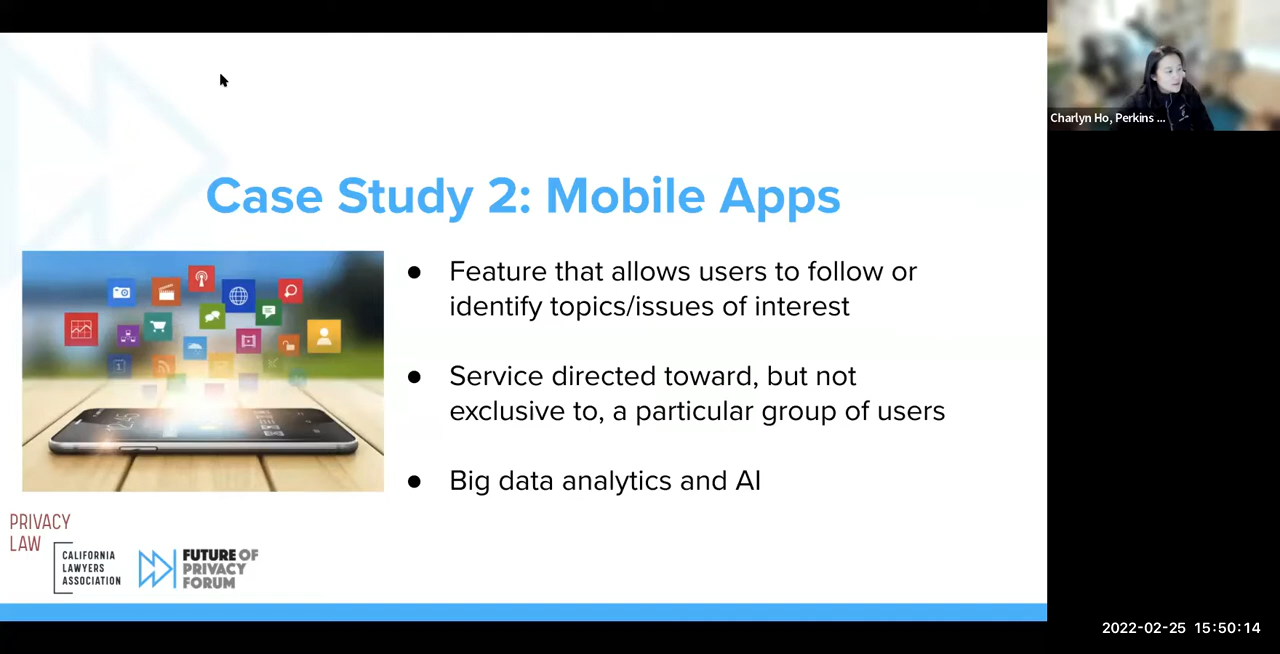 Charlyn Ho, Perkins ...
Case Study 2: Mobile Apps
● Feature that allows users to follow or
identify topics/issues of interest
● Service directed toward, but not
exclusive to, a particular group of users
● Big data analytics and AI
PRIVACY
LAW
CALIFORNIA
LAWYERS
ASSOCIATION
FUTURE OF
PRIVACY
FORUM
2022-02-25 15:50:14